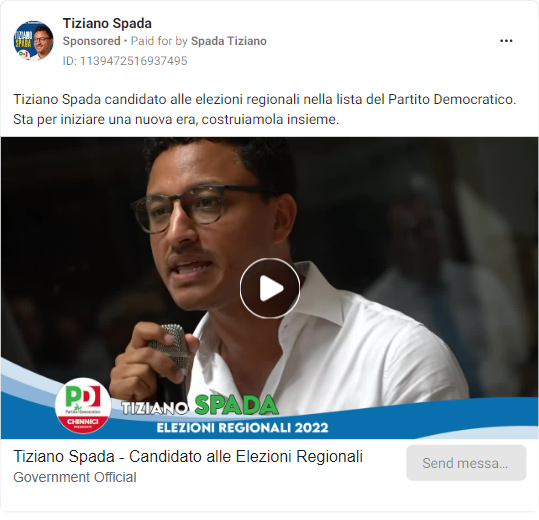 TIZIANO
SPADA
PD
Tiziano Spada
Sponsored • Paid for by Spada Tiziano
ID: 1139472516937495
Tiziano Spada candidato alle elezioni regionali nella lista del Partito Democratico.
Sta per iniziare una nuova era, costruiamola insieme.
PD
Partito Democratico
CHINNICI
PRESIDENTE
TIZIANO SPADA
ELEZIONI REGIONALI 2022
Tiziano Spada - Candidato alle Elezioni Regionali
Government Official
Send messa...